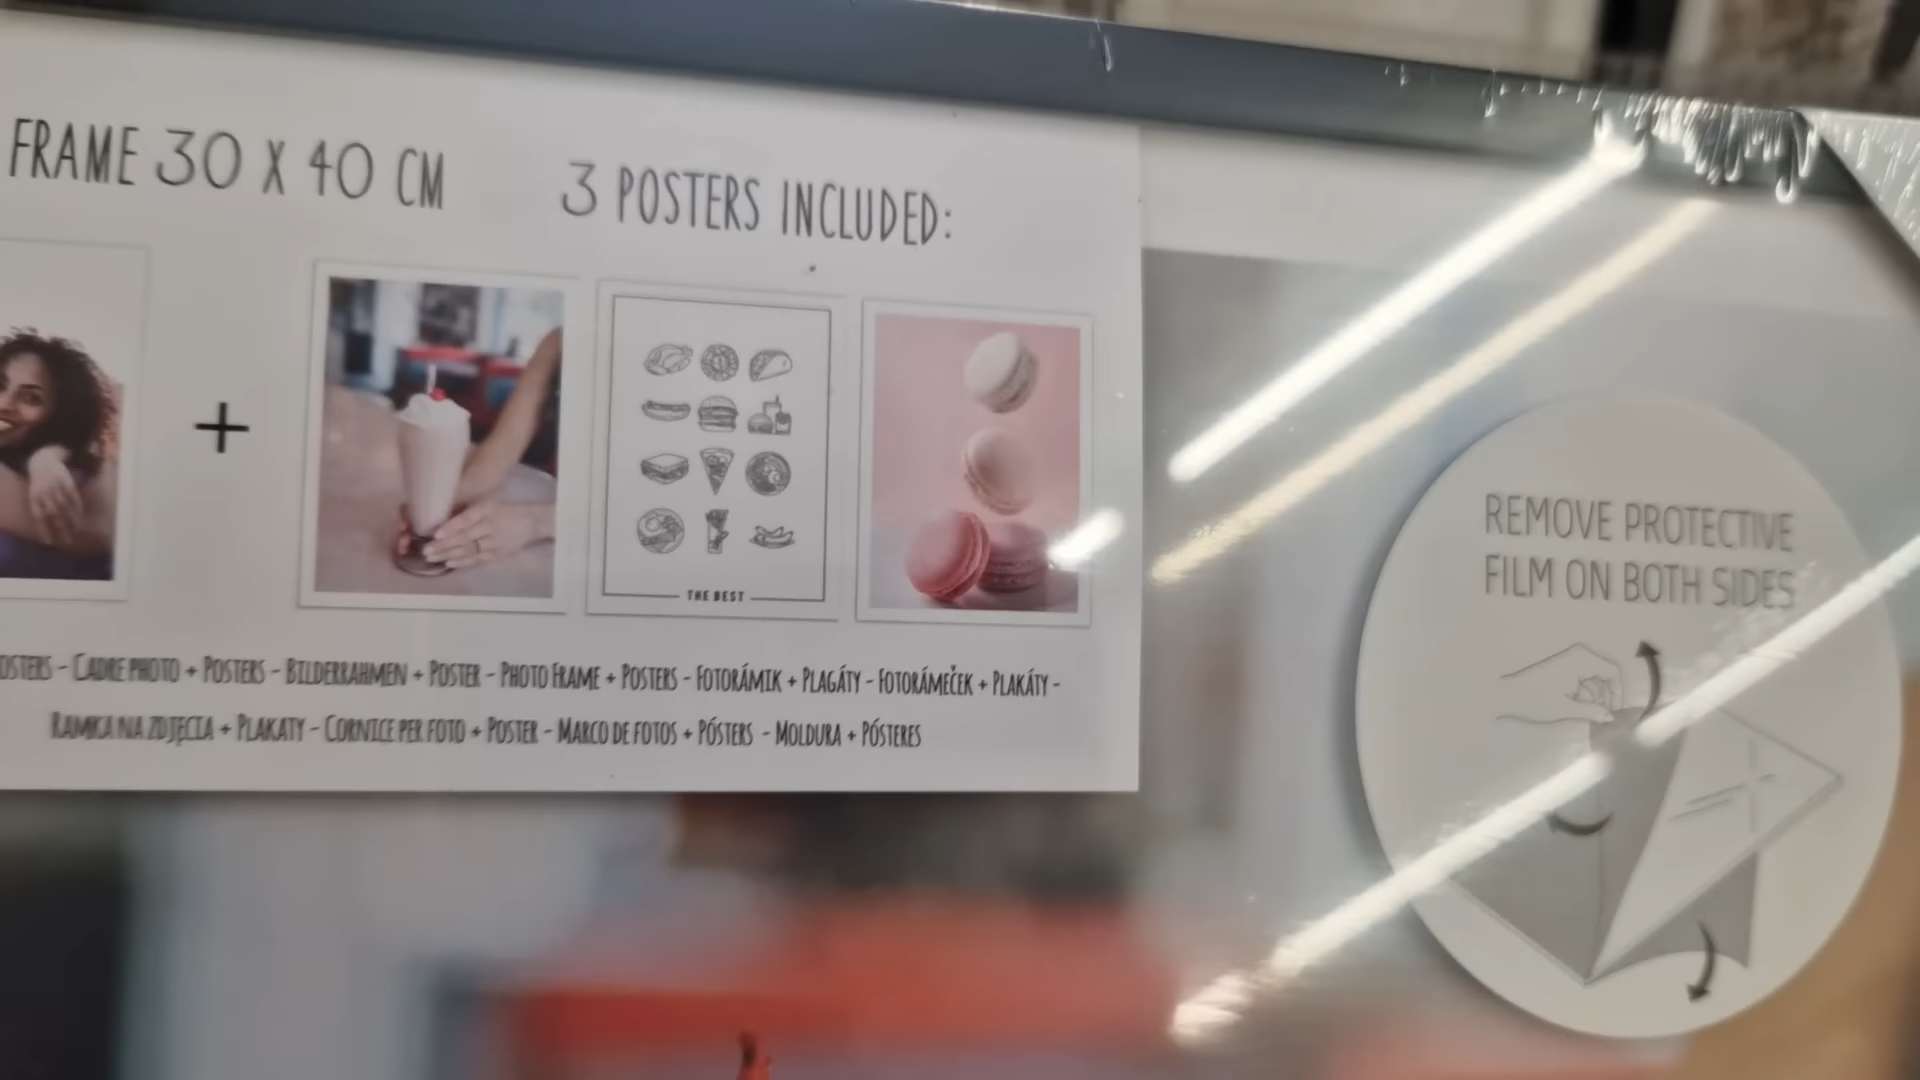 FRAME 30 X 40 CM
3 POSTERS INCLUDED:
THE BEST
OSTERS - CADRE PHOTO + POSTERS - BILDERRAHMEN + POSTER - PHOTO FRAME + POSTERS - FOTORÁMIK + PLAGÁTY - FOTORÁMEČEK + PLAKÁTY -
RAMKA NA ZDJĘCIA + PLAKATY - CORNICE PER FOTO + POSTER - MARCO DE FOTOS + PÓSTERS - MOLDURA + PÓSTERES
REMOVE PROTECTIVE
FILM ON BOTH SIDES